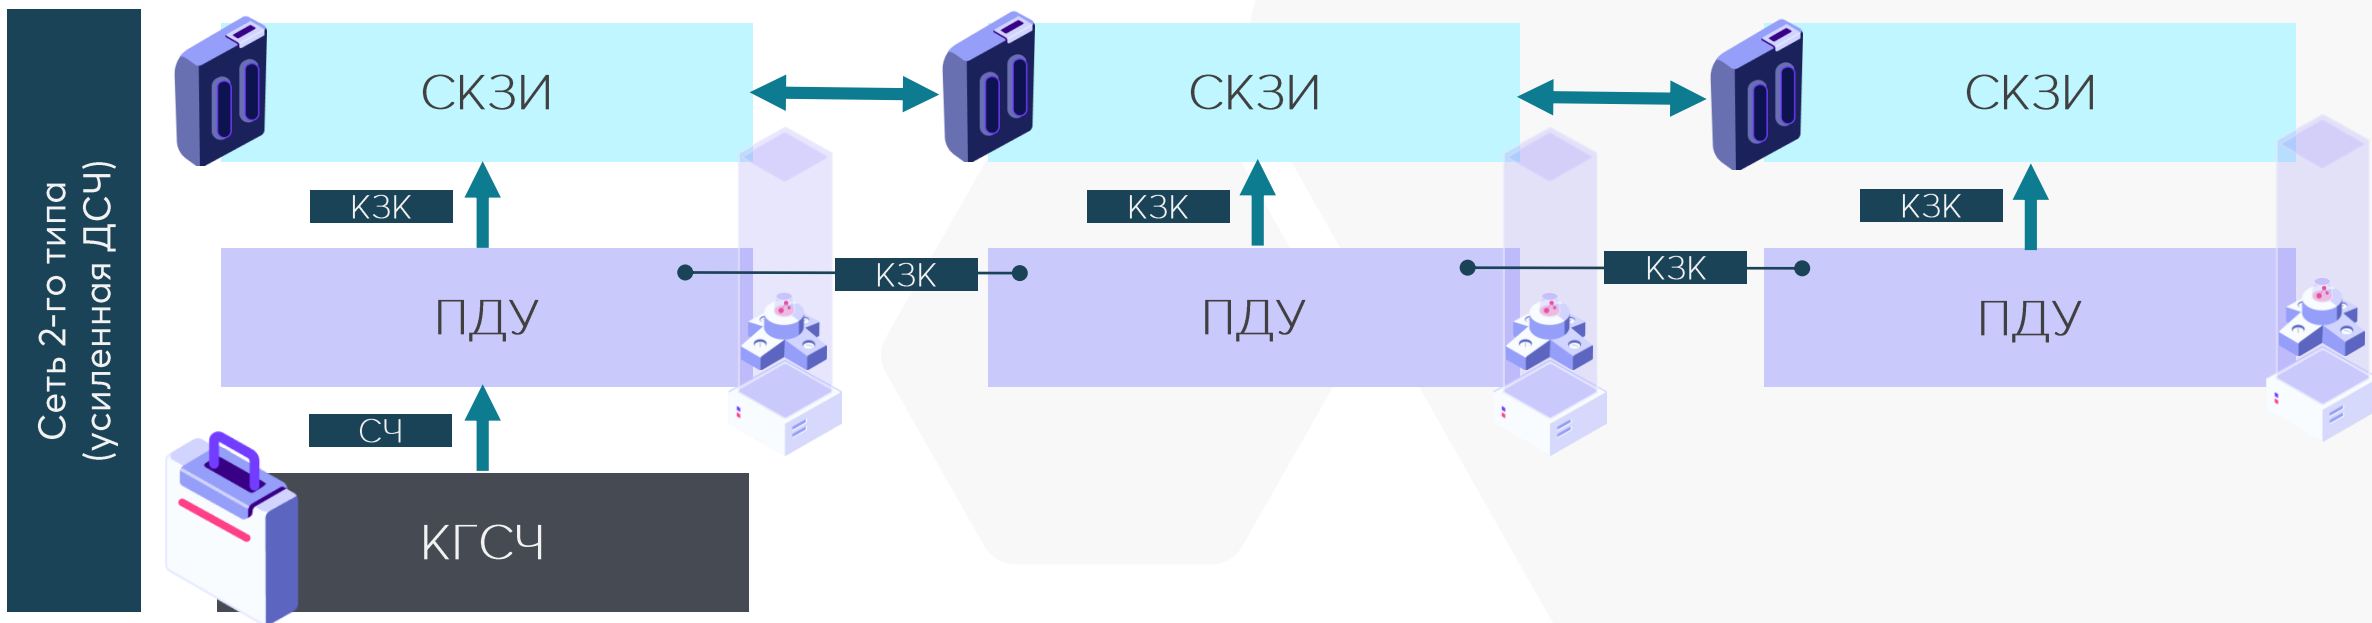 Сеть 2-го типа
(усиленная ДСЧ)
СКЗИ
СКЗИ
СКЗИ
КЗК
КЗК
КЗК
КЗК
КЗК
ПДУ
ПДУ
ПДУ
СЧ
КГСЧ